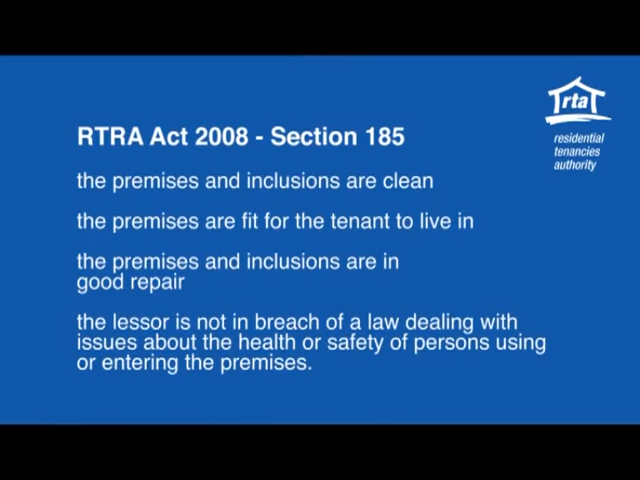 RTRA Act 2008 - Section 185
the premises and inclusions are clean
the premises are fit for the tenant to live in
the premises and inclusions are in
good repair
the lessor is not in breach of a law dealing with
issues about the health or safety of persons using
or entering the premises.
rta
residential
tenancies
authority